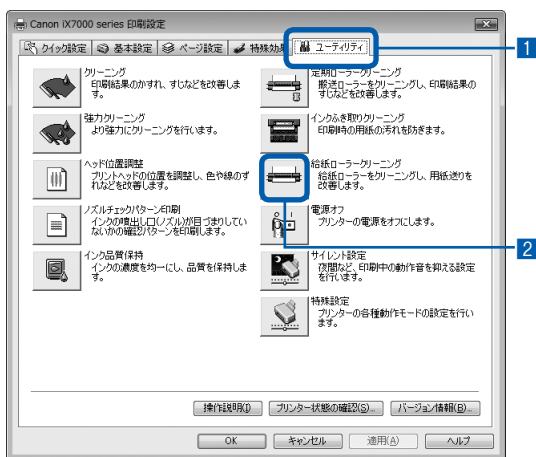 Canon iX7000 series 印刷設定
クイック設定 基本設定 ページ設定 特殊効果 ユーティリティ
1
クリーニング
印刷結果のかすれ、すじなどを改善しま
す。
定期ローラークリーニング
搬送ローラーをクリーニングし、印刷結果の
すじなどを改善します。
強力クリーニング
より強力にクリーニングを行います。
インクふき取りクリーニング
印刷時の用紙の汚れを防ぎます。
ヘッド位置調整
プリントヘッドの位置を調整し、色や線のず
れなどを改善します。
給紙ローラークリーニング
給紙ローラーをクリーニングし、用紙送りを
改善します。
ノズルチェックパターン印刷
インクの噴出し口(ノズル)が目づまりしてい
ないかの確認パターンを印刷します。
電源オフ
プリンターの電源をオフにします。
2
インク品質保持
インクの濃度を均一にし、品質を保持しま
す。
サイレント設定
夜間など、印刷中の動作音を抑える設定
を行います。
特殊設定
プリンターの各種動作モードの設定を行い
ます。
操作説明(I) プリンター状態の確認(S)... バージョン情報(B)...
OK キャンセル 適用(A) ヘルプ